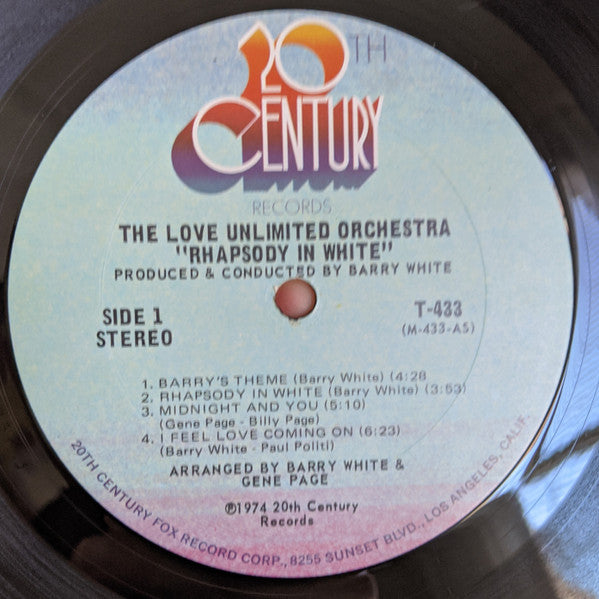 20TH
CENTURY
RECORDS
THE LOVE UNLIMITED ORCHESTRA
"RHAPSODY IN WHITE"
PRODUCED & CONDUCTED BY BARRY WHITE
SIDE 1
STEREO
T-433
(M-433-AS)
1. BARRY'S THEME (Barry White) (4:28
2. RHAPSODY IN WHITE (Barry White) (3:53)
3. MIDNIGHT AND YOU (5:10)
(Gene Page - Billy Page)
4. I FEEL LOVE COMING ON (6:23)
(Barry White - Paul Politi)
ARRANGED BY BARRY WHITE &
GENE PAGE
℗1974 20th Century
Records
20TH CENTURY FOX RECORD CORP., 8255 SUNSET BLVD., LOS ANGELES, CALIF.